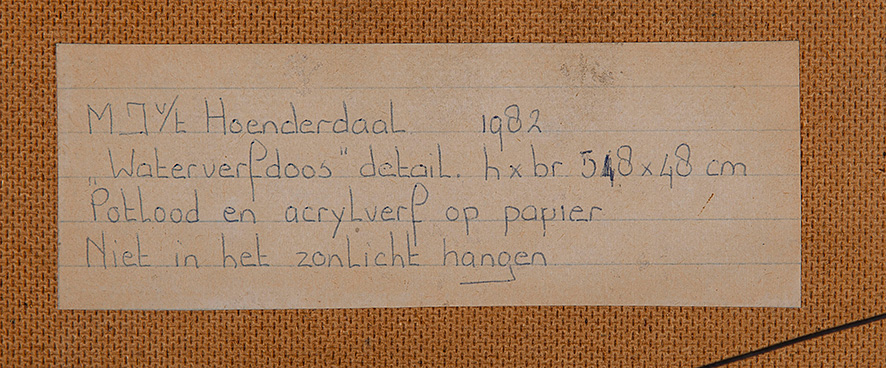 M J v/t Hoenderdaal 1982
„Waterverfdoos" detail. h x br 548 x 48 cm
Potlood en acrylverf op papier
Niet in het zonlicht hangen